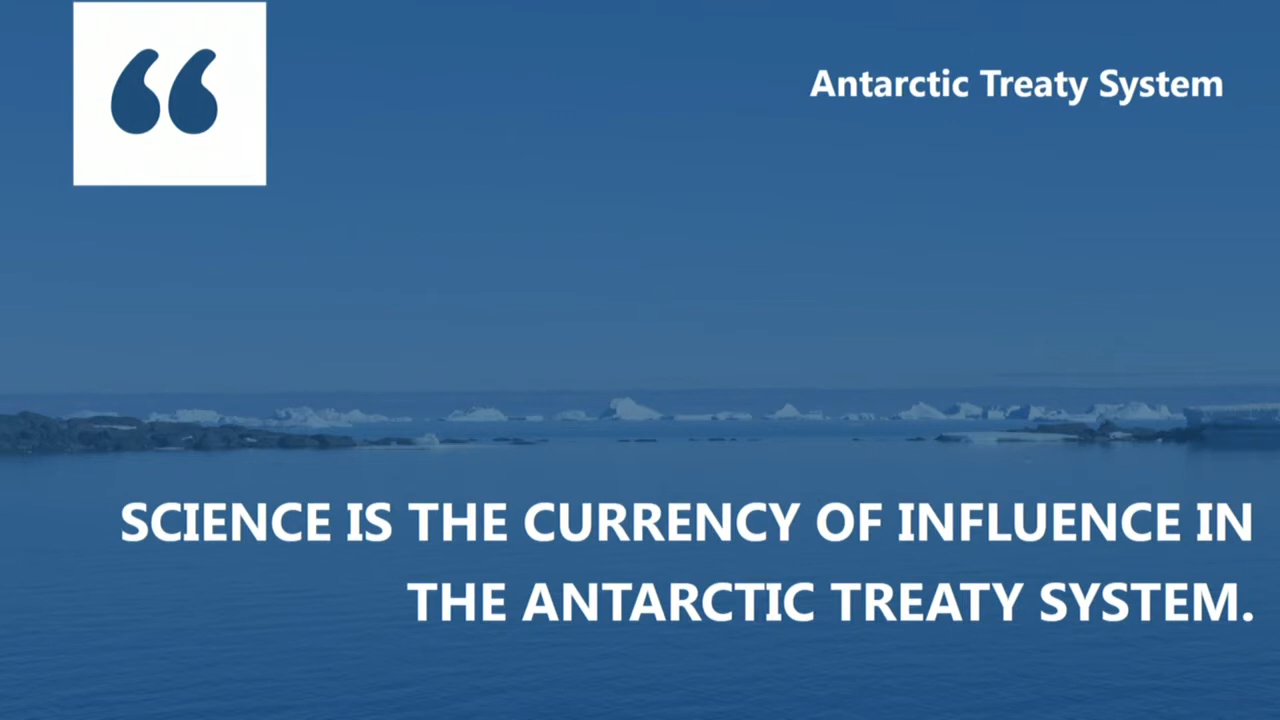 “
Antarctic Treaty System
SCIENCE IS THE CURRENCY OF INFLUENCE IN
THE ANTARCTIC TREATY SYSTEM.